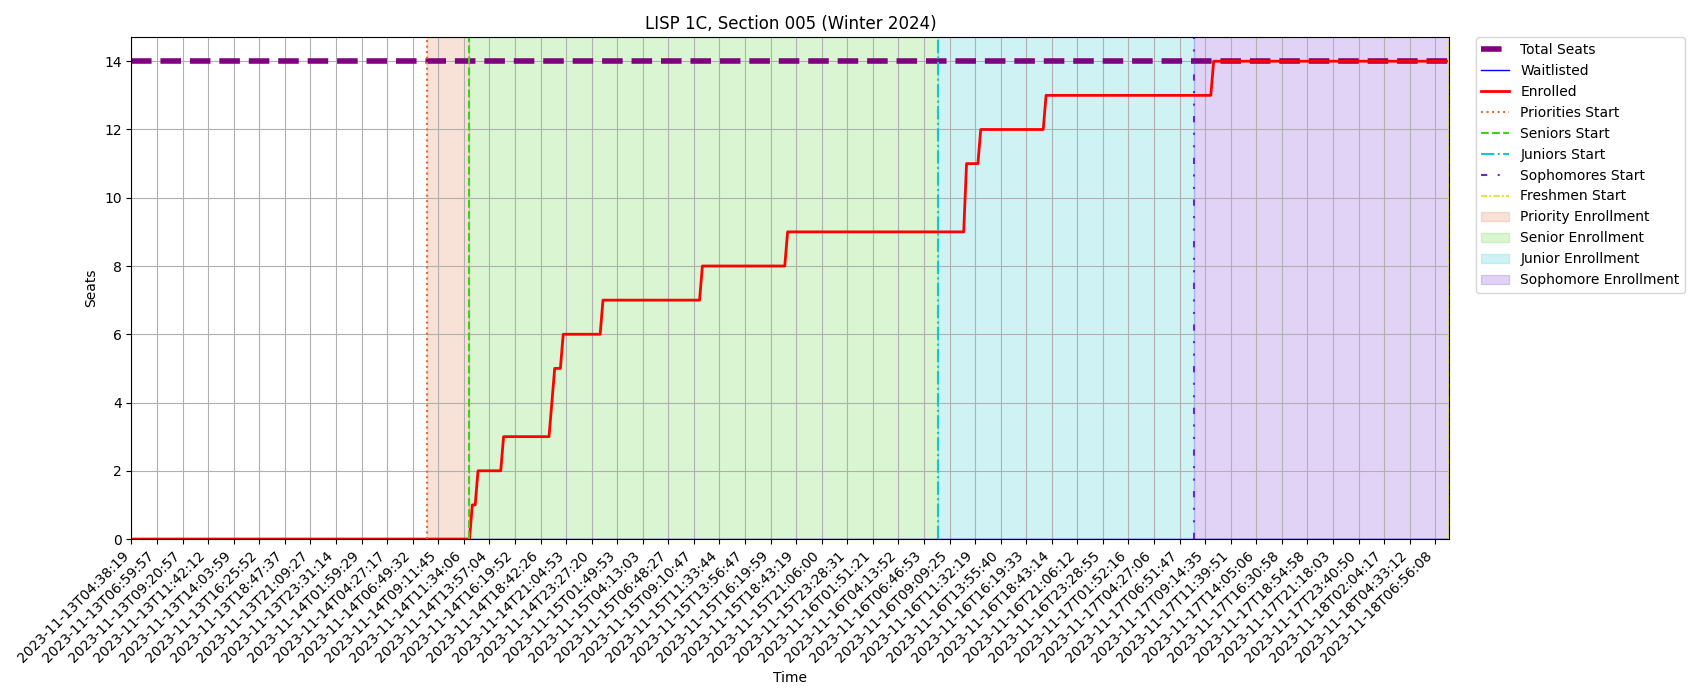 LISP 1C, Section 005 (Winter 2024)
Total Seats
Waitlisted
Enrolled
Priorities Start
Seniors Start
Juniors Start
Sophomores Start
Freshmen Start
Priority Enrollment
Senior Enrollment
Junior Enrollment
Sophomore Enrollment
Seats
14
12
10
8
6
4
2
0
2023-11-13T04:38:19
2023-11-13T06:59:57
2023-11-13T09:20:57
2023-11-13T11:42:12
2023-11-13T14:03:59
2023-11-13T16:25:52
2023-11-13T18:47:37
2023-11-13T21:09:27
2023-11-13T23:31:14
2023-11-14T01:59:29
2023-11-14T04:27:17
2023-11-14T06:49:32
2023-11-14T09:11:45
2023-11-14T11:34:06
2023-11-14T13:57:04
2023-11-14T16:19:52
2023-11-14T18:42:26
2023-11-14T21:04:53
2023-11-14T23:27:20
2023-11-15T01:49:53
2023-11-15T04:13:03
2023-11-15T06:48:27
2023-11-15T09:10:47
2023-11-15T11:33:44
2023-11-15T13:56:47
2023-11-15T16:19:59
2023-11-15T18:43:19
2023-11-15T21:06:00
2023-11-15T23:28:31
2023-11-16T01:51:21
2023-11-16T04:13:52
2023-11-16T06:46:53
2023-11-16T09:09:25
2023-11-16T11:32:19
2023-11-16T13:55:40
2023-11-16T16:19:33
2023-11-16T18:43:14
2023-11-16T21:06:12
2023-11-16T23:28:55
2023-11-17T01:52:16
2023-11-17T04:27:06
2023-11-17T06:51:47
2023-11-17T09:14:35
2023-11-17T11:39:51
2023-11-17T14:05:06
2023-11-17T16:30:58
2023-11-17T18:54:58
2023-11-17T21:18:03
2023-11-17T23:40:50
2023-11-18T02:04:17
2023-11-18T04:33:12
2023-11-18T06:56:08
Time